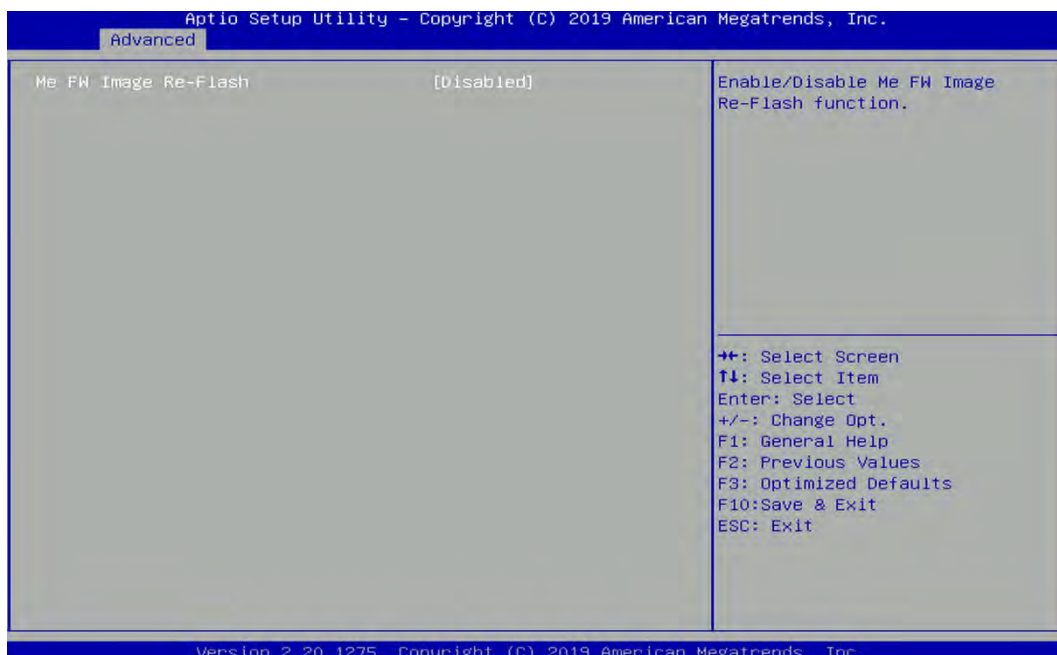 Aptio Setup Utility – Copyright (C) 2019 American Megatrends, Inc.
Advanced
Me FW Image Re-Flash [Disabled]
Enable/Disable Me FW Image
Re-Flash function.
→←: Select Screen
↑↓: Select Item
Enter: Select
+/-: Change Opt.
F1: General Help
F2: Previous Values
F3: Optimized Defaults
F10:Save & Exit
ESC: Exit
Version 2.20.1275. Copyright (C) 2019 American Megatrends, Inc.